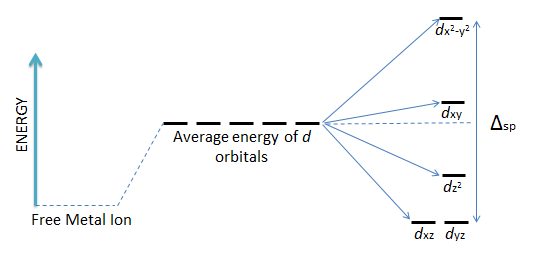 dx²-y²
ENERGY
dxy
Δsp
Average energy of d
orbitals
dz²
Free Metal Ion
dxz dyz